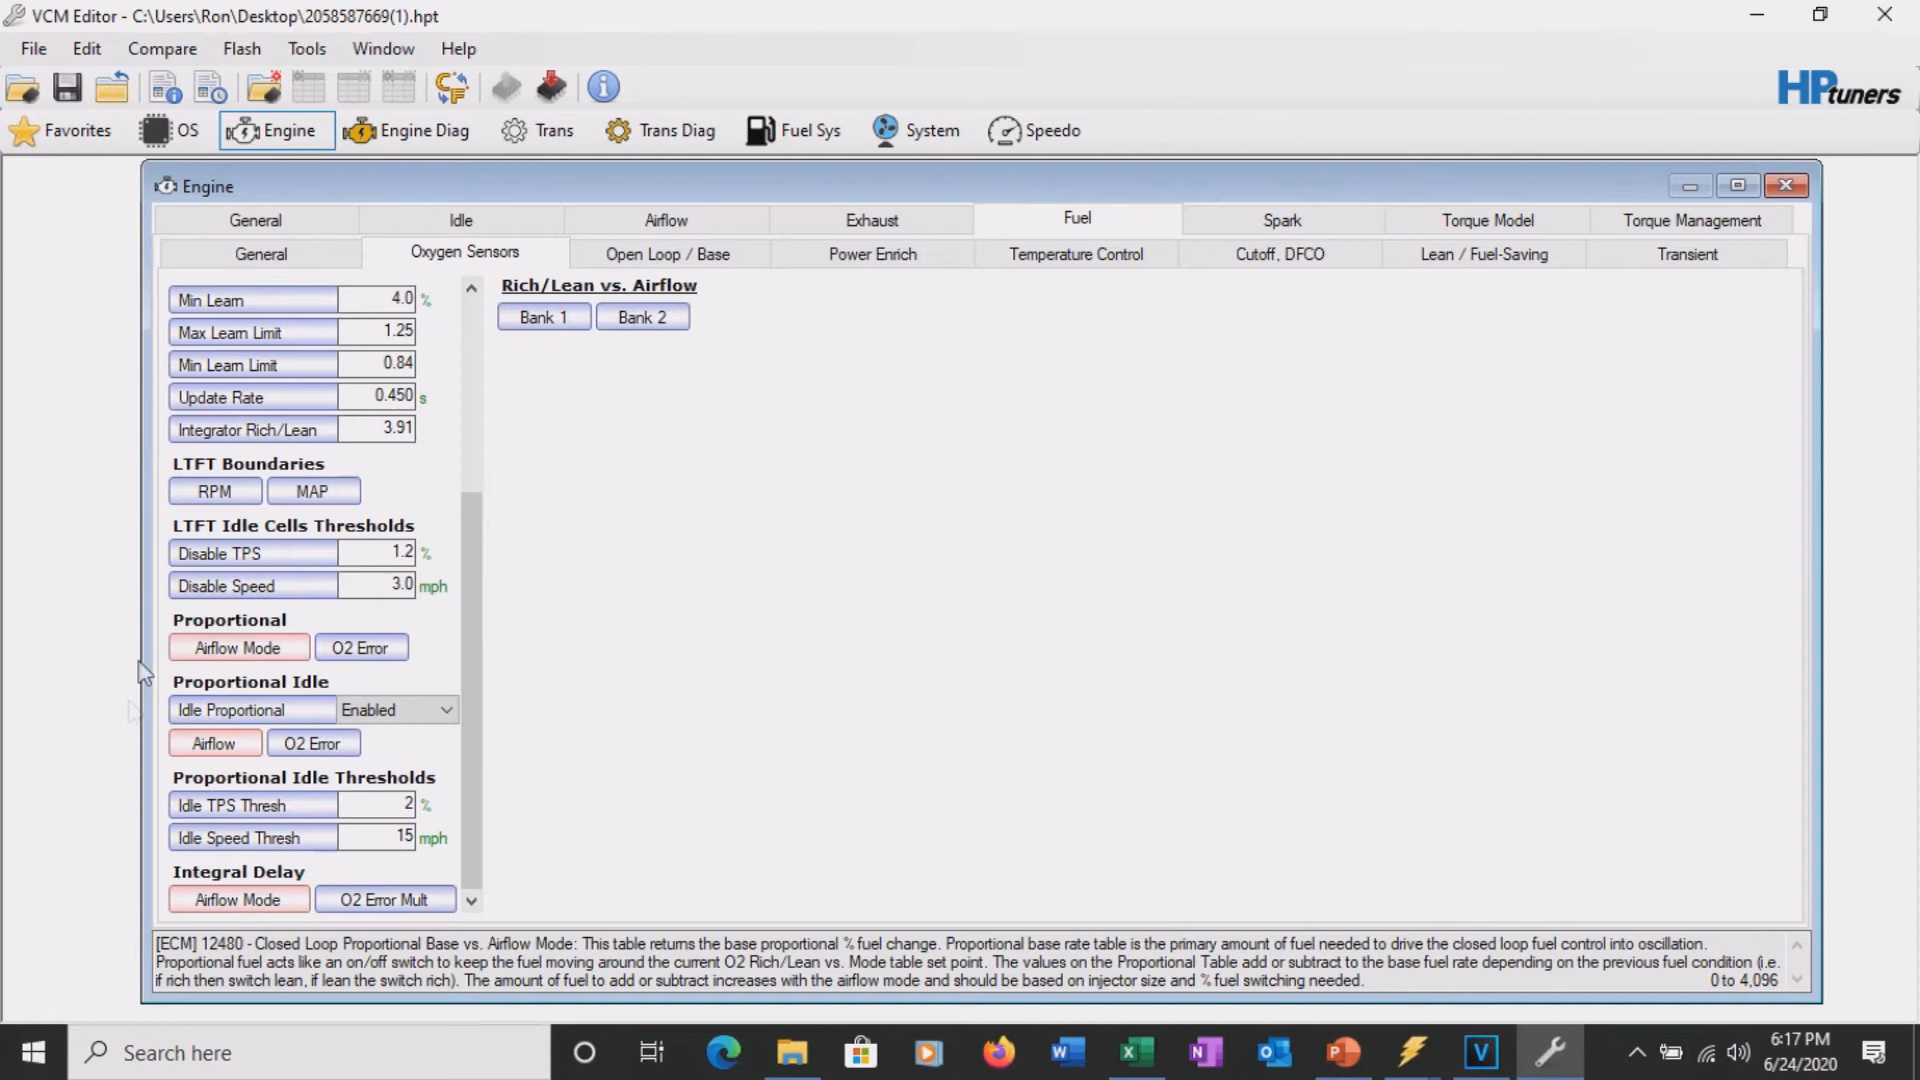 VCM Editor - C:\Users\Ron\Desktop\2058587669(1).hpt
File Edit Compare Flash Tools Window Help
HPtuners
Favorites OS Engine Engine Diag Trans Trans Diag Fuel Sys System Speedo
Engine
General Idle Airflow Exhaust Fuel Spark Torque Model Torque Management
General Oxygen Sensors Open Loop / Base Power Enrich Temperature Control Cutoff, DFCO Lean / Fuel-Saving Transient
Min Learn 4.0 %
Max Learn Limit 1.25
Min Learn Limit 0.84
Update Rate 0.450 s
Integrator Rich/Lean 3.91
LTFT Boundaries
RPM MAP
LTFT Idle Cells Thresholds
Disable TPS 1.2 %
Disable Speed 3.0 mph
Proportional
Airflow Mode O2 Error
Proportional Idle
Idle Proportional Enabled
Airflow O2 Error
Proportional Idle Thresholds
Idle TPS Thresh 2 %
Idle Speed Thresh 15 mph
Integral Delay
Airflow Mode O2 Error Mult
Rich/Lean vs. Airflow
Bank 1 Bank 2
[ECM] 12480 - Closed Loop Proportional Base vs. Airflow Mode: This table returns the base proportional % fuel change. Proportional base rate table is the primary amount of fuel needed to drive the closed loop fuel control into oscillation.
Proportional fuel acts like an on/off switch to keep the fuel moving around the current O2 Rich/Lean vs. Mode table set point. The values on the Proportional Table add or subtract to the base fuel rate depending on the previous fuel condition (i.e.
if rich then switch lean, if lean the switch rich). The amount of fuel to add or subtract increases with the airflow mode and should be based on injector size and % fuel switching needed. 0 to 4,096
Search here
6:17 PM
6/24/2020